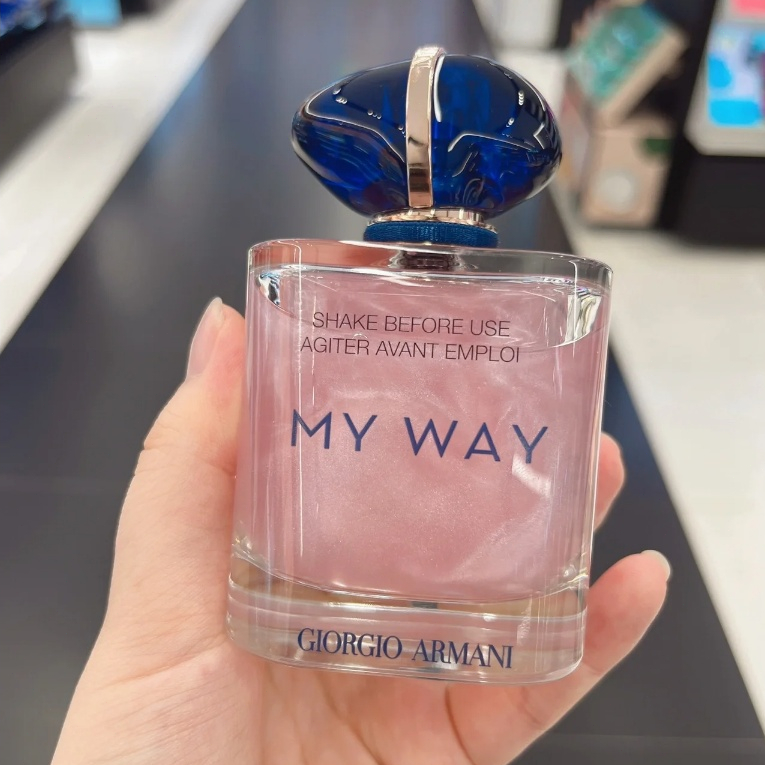 SHAKE BEFORE USE
AGITER AVANT EMPLOI
MY WAY
GIORGIO ARMANI